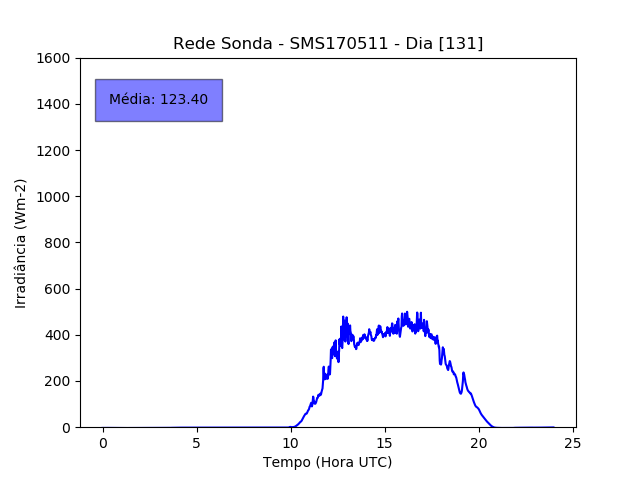 Rede Sonda - SMS170511 - Dia [131]
1600
1400
1200
1000
800
600
400
200
0
Irradiância (Wm-2)
Média: 123.40
0 5 10 15 20 25
Tempo (Hora UTC)